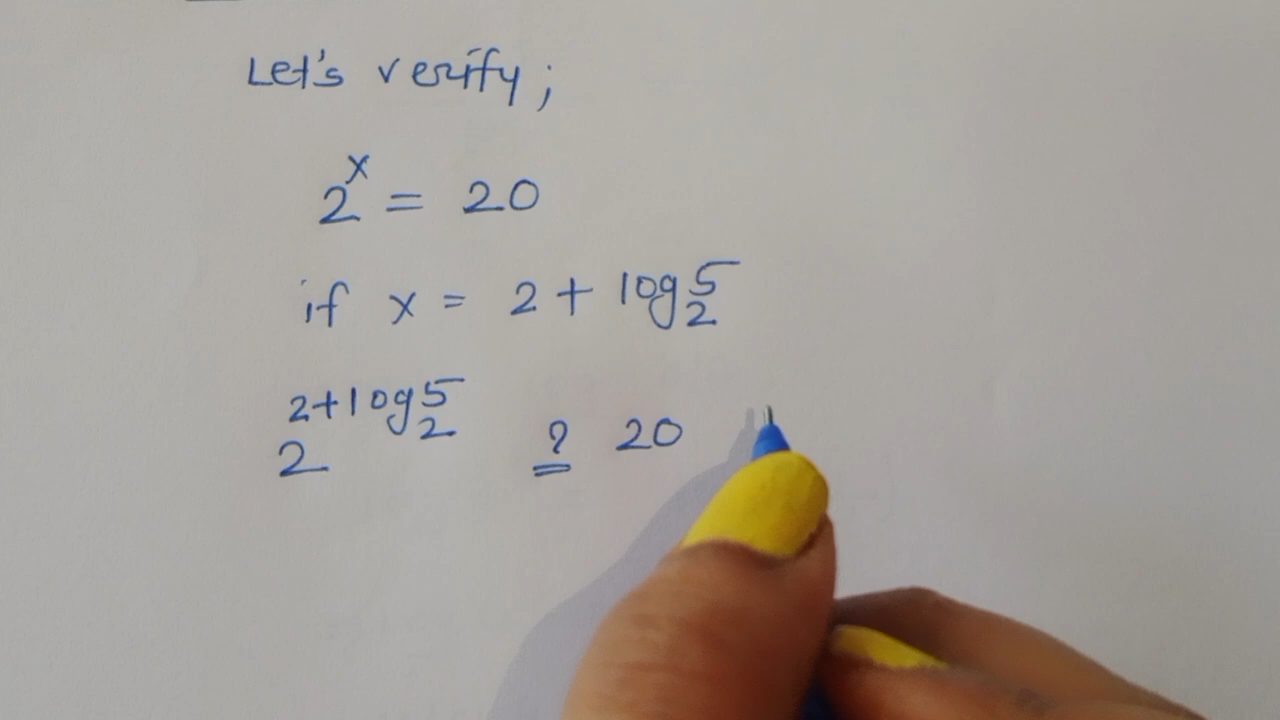 Let's verify;
2^x = 20
if x = 2 + log₂5
2^(2+log₂5) ≟ 20